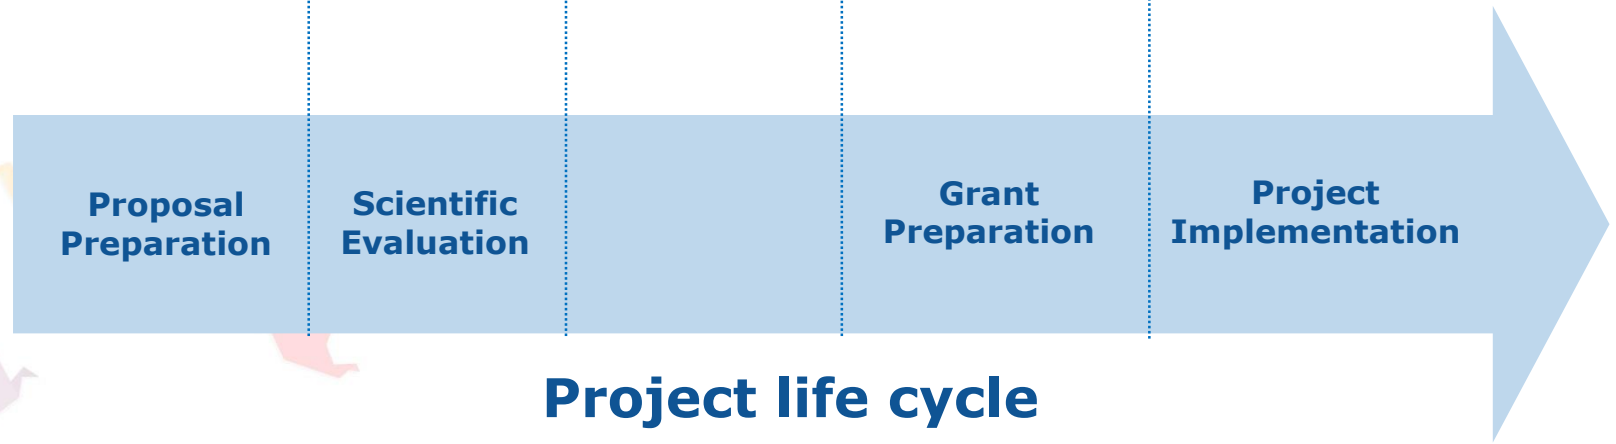 Proposal
Preparation
Scientific
Evaluation
Grant
Preparation
Project
Implementation
Project life cycle